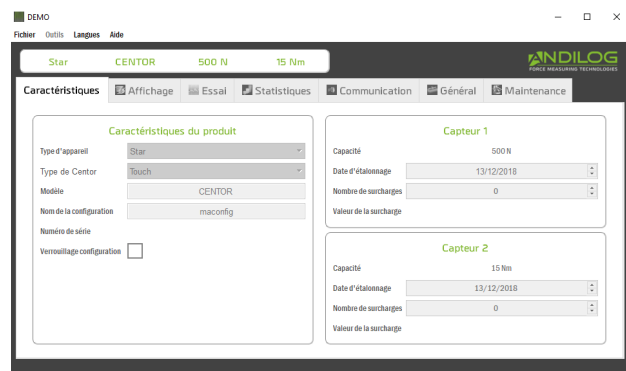 DEMO
Fichier Outils Langues Aide
Star CENTOR 500 N 15 Nm
ANDILOG
FORCE MEASURING TECHNOLOGIES
Caractéristiques Affichage Essai Statistiques Communication Général Maintenance
Caractéristiques du produit
Type d'appareil Star
Type de Centor Touch
Modèle CENTOR
Nom de la configuration maconfig
Numéro de série
Verrouillage configuration
Capteur 1
Capacité 500 N
Date d'étalonnage 13/12/2018
Nombre de surcharges 0
Valeur de la surcharge
Capteur 2
Capacité 15 Nm
Date d'étalonnage 13/12/2018
Nombre de surcharges 0
Valeur de la surcharge